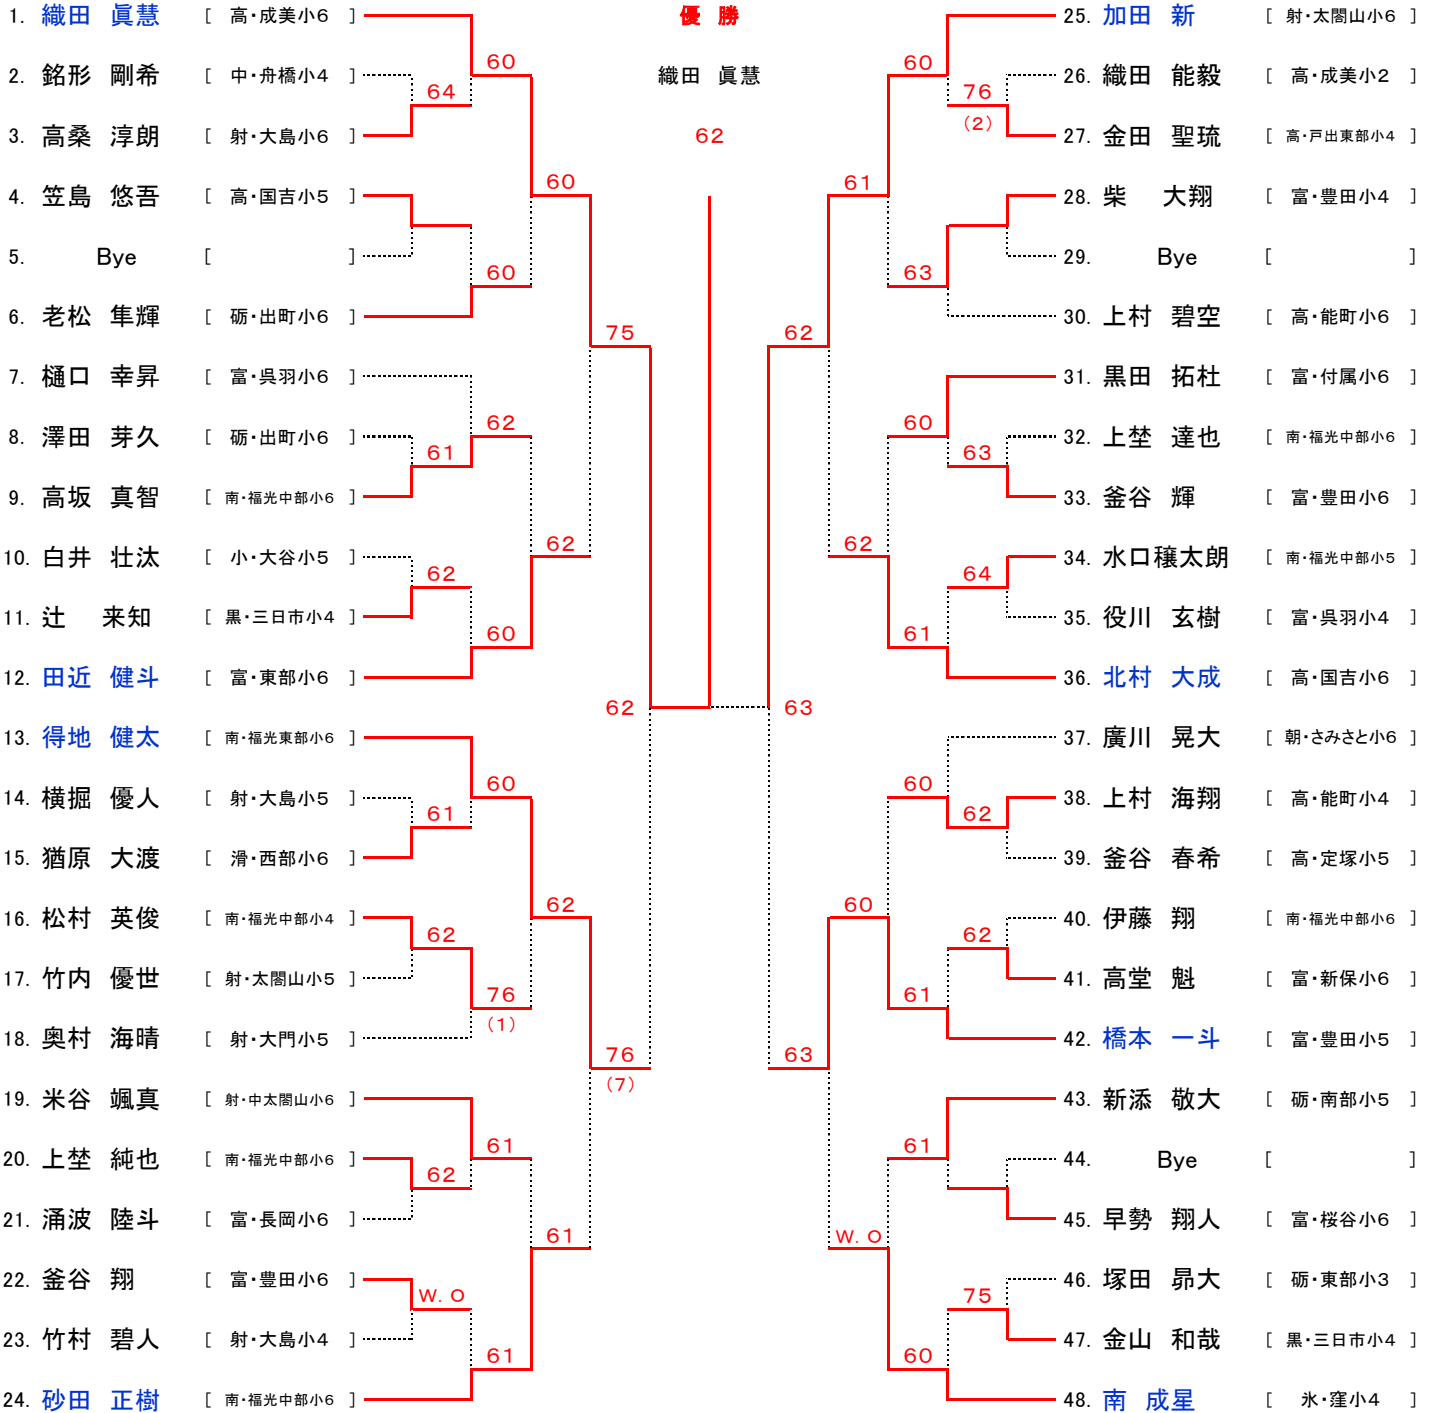 優 勝
織田 眞慧
62
1. 織田 眞慧 [ 高・成美小6 ]
2. 銘形 剛希 [ 中・舟橋小4 ]
3. 高桑 淳朗 [ 射・大島小6 ]
4. 笠島 悠吾 [ 高・国吉小5 ]
5. Bye [ ]
6. 老松 隼輝 [ 砺・出町小6 ]
7. 樋口 幸昇 [ 富・呉羽小6 ]
8. 澤田 芽久 [ 砺・出町小6 ]
9. 高坂 真智 [ 南・福光中部小6 ]
10. 白井 壮汰 [ 小・大谷小5 ]
11. 辻 来知 [ 黒・三日市小4 ]
12. 田近 健斗 [ 富・東部小6 ]
13. 得地 健太 [ 南・福光東部小6 ]
14. 横掘 優人 [ 射・大島小5 ]
15. 猶原 大渡 [ 滑・西部小6 ]
16. 松村 英俊 [ 南・福光中部小4 ]
17. 竹内 優世 [ 射・太閤山小5 ]
18. 奥村 海晴 [ 射・大門小5 ]
19. 米谷 颯真 [ 射・中太閤山小6 ]
20. 上埜 純也 [ 南・福光中部小6 ]
21. 涌波 陸斗 [ 富・長岡小6 ]
22. 釜谷 翔 [ 富・豊田小6 ]
23. 竹村 碧人 [ 射・大島小4 ]
24. 砂田 正樹 [ 南・福光中部小6 ]
64
61
62
61
62
62
W.O
60
60
62
60
60
76
(1)
61
61
60
62
62
61
75
76
(7)
62
63
62
63
61
62
60
W.O
60
63
60
61
60
61
61
60
76
(2)
63
64
62
62
75
25. 加田 新 [ 射・太閤山小6 ]
26. 織田 能毅 [ 高・成美小2 ]
27. 金田 聖琉 [ 高・戸出東部小4 ]
28. 柴 大翔 [ 富・豊田小4 ]
29. Bye [ ]
30. 上村 碧空 [ 高・能町小6 ]
31. 黒田 拓杜 [ 富・付属小6 ]
32. 上埜 達也 [ 南・福光中部小6 ]
33. 釜谷 輝 [ 富・豊田小6 ]
34. 水口穣太朗 [ 南・福光中部小5 ]
35. 役川 玄樹 [ 富・呉羽小4 ]
36. 北村 大成 [ 高・国吉小6 ]
37. 廣川 晃大 [ 朝・さみさと小6 ]
38. 上村 海翔 [ 高・能町小4 ]
39. 釜谷 春希 [ 高・定塚小5 ]
40. 伊藤 翔 [ 南・福光中部小6 ]
41. 高堂 魁 [ 富・新保小6 ]
42. 橋本 一斗 [ 富・豊田小5 ]
43. 新添 敬大 [ 砺・南部小5 ]
44. Bye [ ]
45. 早勢 翔人 [ 富・桜谷小6 ]
46. 塚田 昴大 [ 砺・東部小3 ]
47. 金山 和哉 [ 黒・三日市小4 ]
48. 南 成星 [ 氷・窪小4 ]